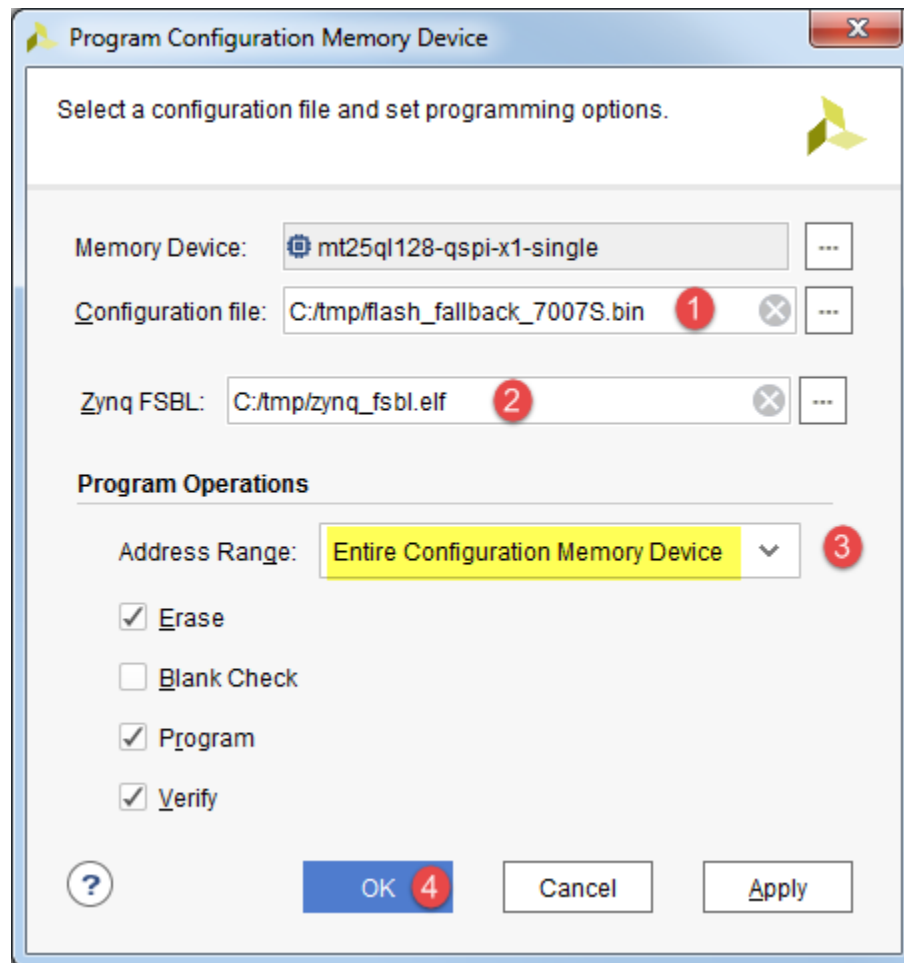 Program Configuration Memory Device
Select a configuration file and set programming options.
Memory Device: mt25ql128-qspi-x1-single ...
Configuration file: C:/tmp/flash_fallback_7007S.bin 1 ...
Zynq FSBL: C:/tmp/zynq_fsbl.elf 2 ...
Program Operations
Address Range: Entire Configuration Memory Device 3
Erase
Blank Check
Program
Verify
? OK 4 Cancel Apply